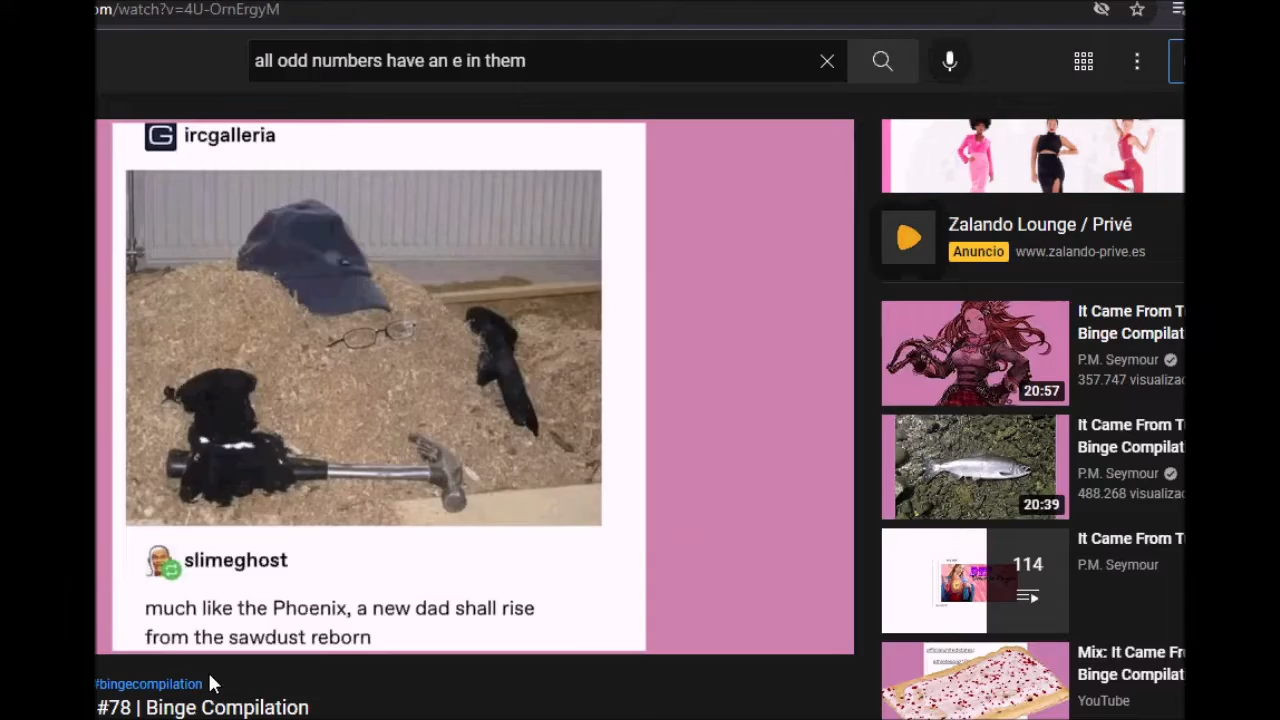 om/watch?v=4U-OrnErgyM
all odd numbers have an e in them
ircgalleria
slimeghost
much like the Phoenix, a new dad shall rise
from the sawdust reborn
#bingecompilation
#78 | Binge Compilation
Zalando Lounge / Privé
Anuncio www.zalando-prive.es
It Came From T
Binge Compilat
P.M. Seymour
357.747 visualizac
20:57
It Came From T
Binge Compilat
P.M. Seymour
488.268 visualizac
20:39
It Came From T
P.M. Seymour
114
Mix: It Came Fr
Binge Compilat
YouTube